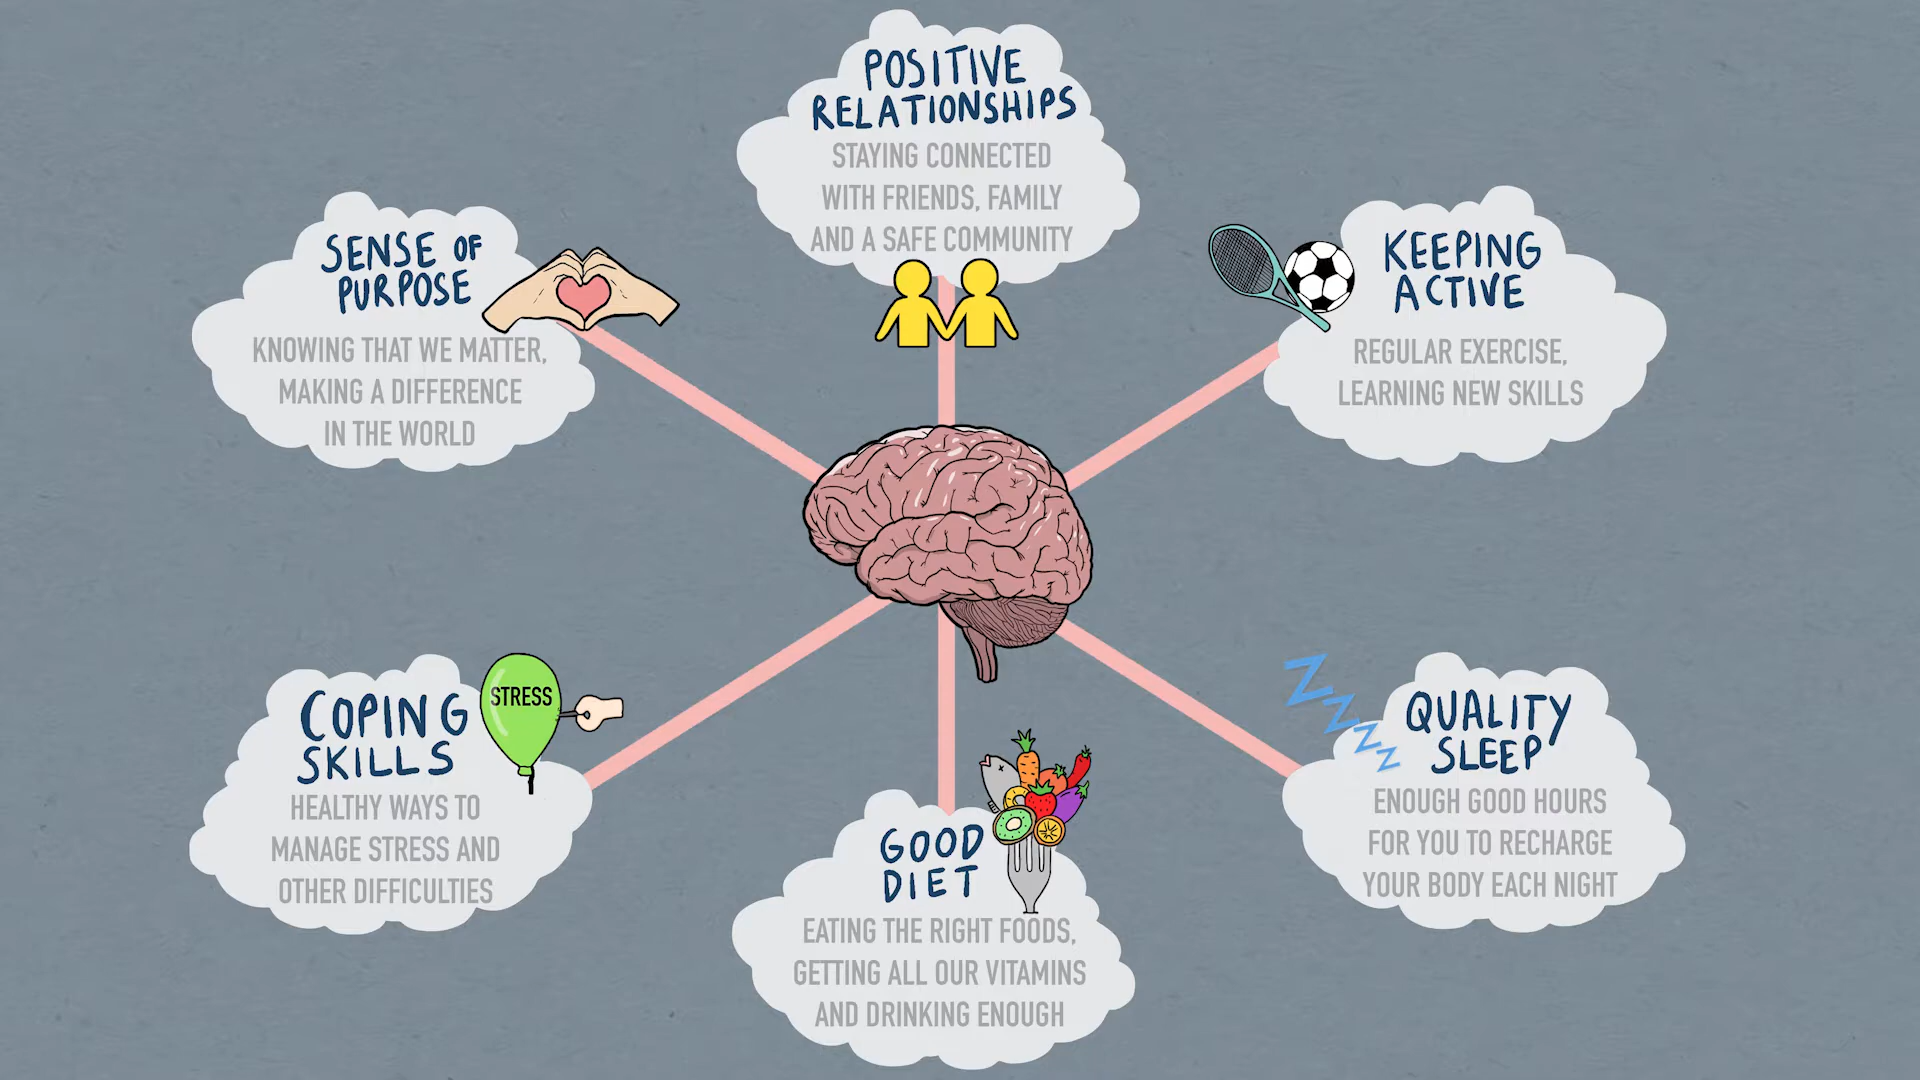 POSITIVE
RELATIONSHIPS
STAYING CONNECTED
WITH FRIENDS, FAMILY
AND A SAFE COMMUNITY
SENSE OF
PURPOSE
KNOWING THAT WE MATTER,
MAKING A DIFFERENCE
IN THE WORLD
KEEPING
ACTIVE
REGULAR EXERCISE,
LEARNING NEW SKILLS
COPING
SKILLS
STRESS
HEALTHY WAYS TO
MANAGE STRESS AND
OTHER DIFFICULTIES
GOOD
DIET
EATING THE RIGHT FOODS,
GETTING ALL OUR VITAMINS
AND DRINKING ENOUGH
Z Z Z Z
QUALITY
SLEEP
ENOUGH GOOD HOURS
FOR YOU TO RECHARGE
YOUR BODY EACH NIGHT